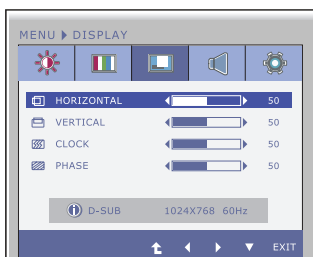 MENU DISPLAY
HORIZONTAL 50
VERTICAL 50
CLOCK 50
PHASE 50
D-SUB 1024X768 60Hz
EXIT